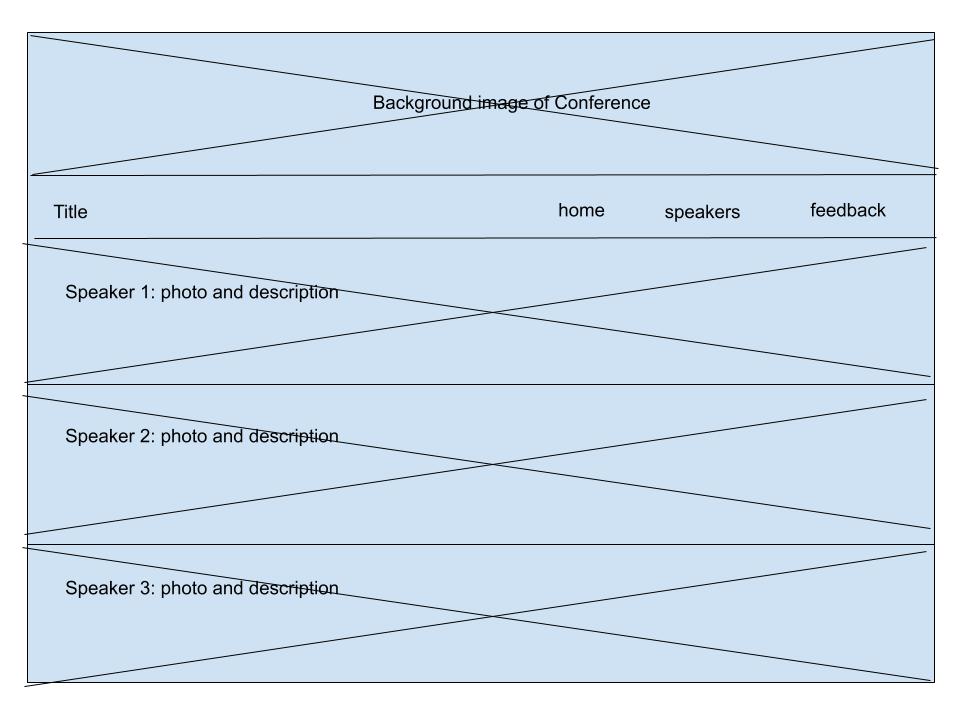 Background image of Conference
Title home speakers feedback
Speaker 1: photo and description
Speaker 2: photo and description
Speaker 3: photo and description